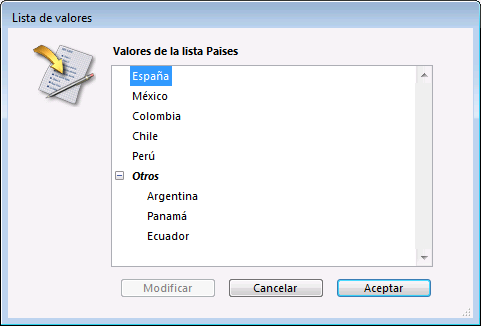 Lista de valores
Valores de la lista Paises
España
México
Colombia
Chile
Perú
Otros
Argentina
Panamá
Ecuador
Modificar Cancelar Aceptar